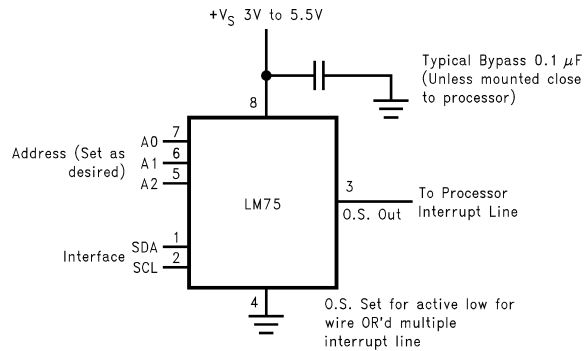 +VS 3V to 5.5V
Typical Bypass 0.1 μF
(Unless mounted close
to processor)
8
Address (Set as
desired)
A0 7
A1 6
A2 5
LM75
3
O.S. Out
To Processor
Interrupt Line
Interface
SDA 1
SCL 2
4
O.S. Set for active low for
wire OR'd multiple
interrupt line